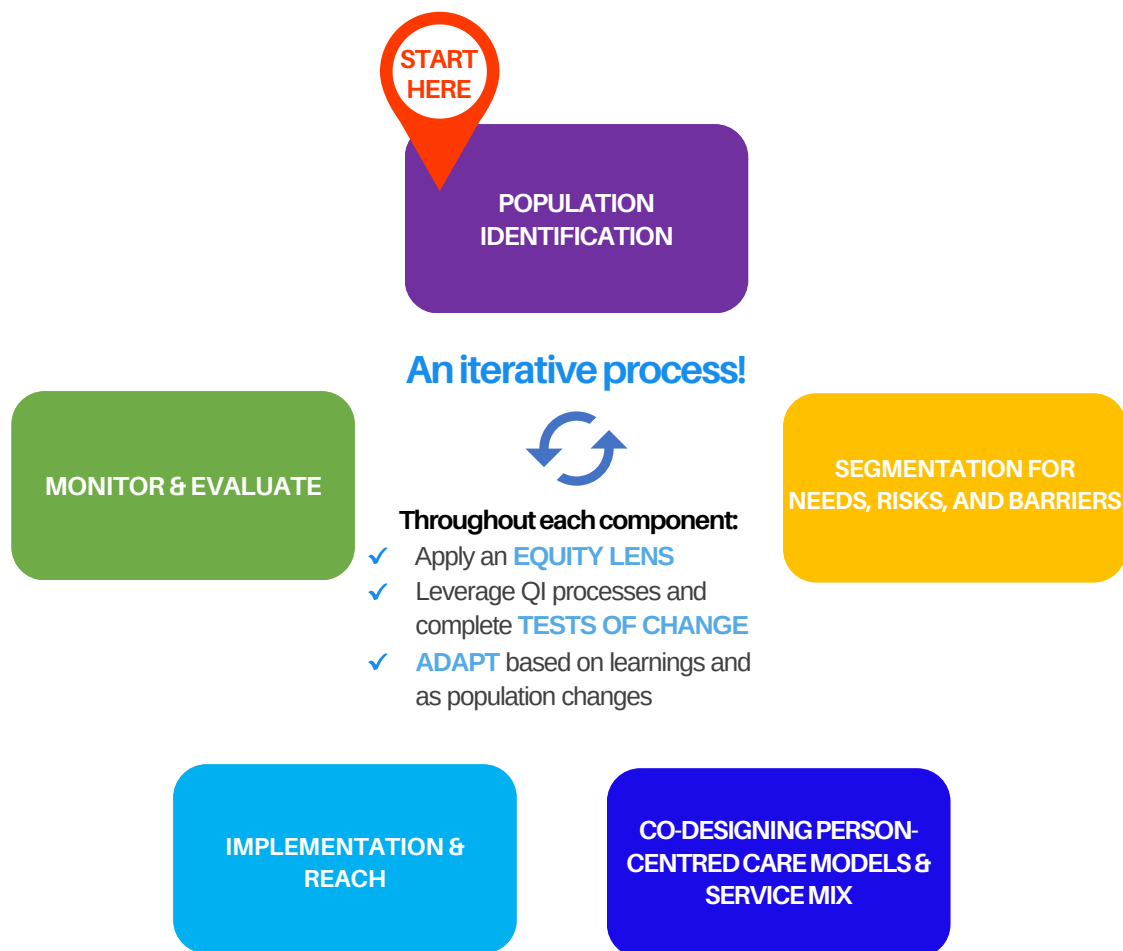 START
HERE
POPULATION
IDENTIFICATION
An iterative process!
MONITOR & EVALUATE
SEGMENTATION FOR
NEEDS, RISKS, AND BARRIERS
Throughout each component:
Apply an EQUITY LENS
Leverage QI processes and
complete TESTS OF CHANGE
ADAPT based on learnings and
as population changes
IMPLEMENTATION &
REACH
CO-DESIGNING PERSON-
CENTRED CARE MODELS &
SERVICE MIX